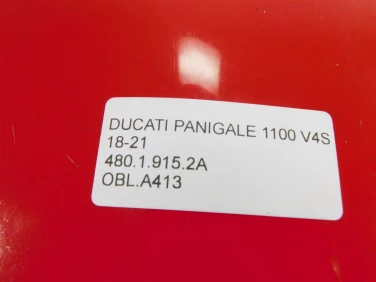 DUCATI PANIGALE 1100 V4S
18-21
480.1.915.2A
OBL.A413